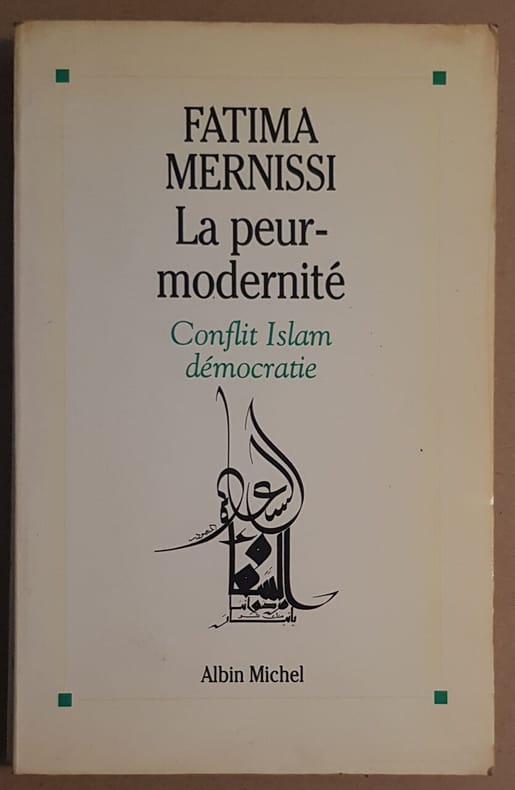 FATIMA
MERNISSI
La peur-
modernité
Conflit Islam
démocratie
Albin Michel